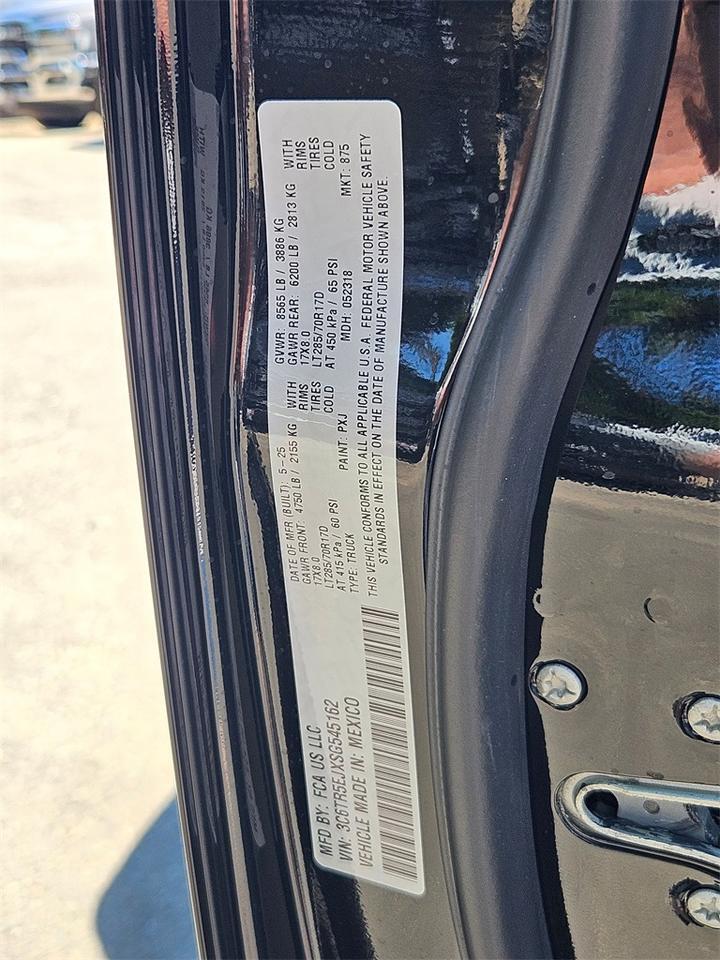 MFD BY: FCA US LLC
VIN: 3C6TR5EJXSG545162
VEHICLE MADE IN: MEXICO
DATE OF MFR (BUILT): 5-25
GVWR: 8565 LB / 3886 KG
GAWR FRONT: 4750 LB / 2155 KG WITH
GAWR REAR: 6200 LB / 2813 KG WITH
17X8.0 RIMS
17X8.0 RIMS
LT285/70R17D TIRES
LT285/70R17D TIRES
AT 415 kPa / 60 PSI COLD
AT 450 kPa / 65 PSI COLD
TYPE: TRUCK PAINT: PXJ MDH: 052318 MKT: 875
THIS VEHICLE CONFORMS TO ALL APPLICABLE U.S.A. FEDERAL MOTOR VEHICLE SAFETY
STANDARDS IN EFFECT ON THE DATE OF MANUFACTURE SHOWN ABOVE.